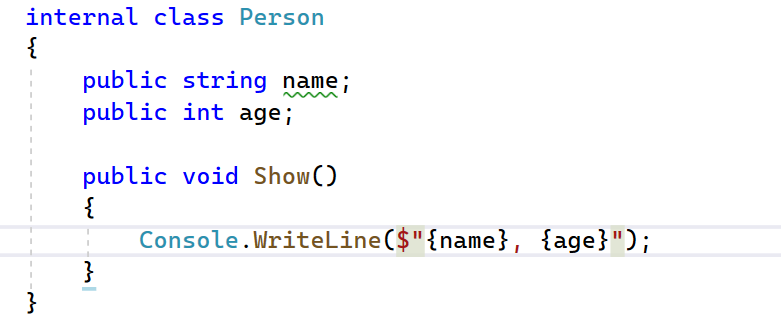 internal class Person
{
    public string name;
    public int age;

    public void Show()
    {
        Console.WriteLine($"{name}, {age}");
    }
}